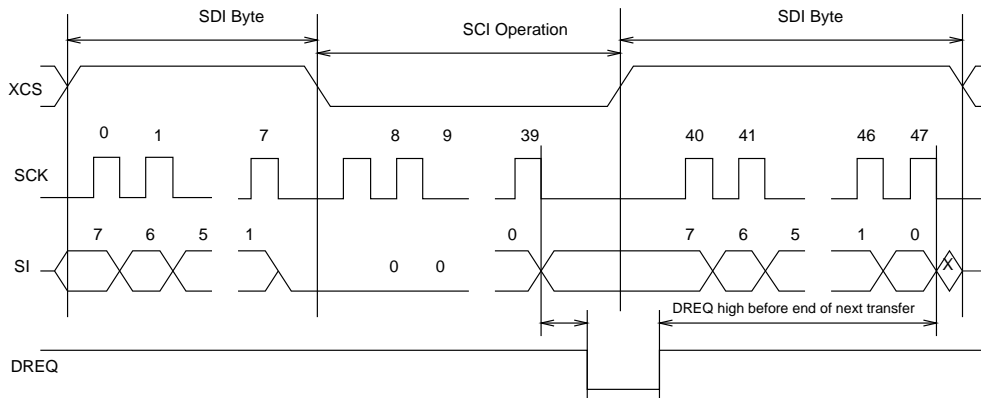 SDI Byte SCI Operation SDI Byte
XCS
0 1 7 8 9 39 40 41 46 47
SCK
7 6 5 1 0 7 6 5 1 0
SI 0 0 X
DREQ high before end of next transfer
DREQ